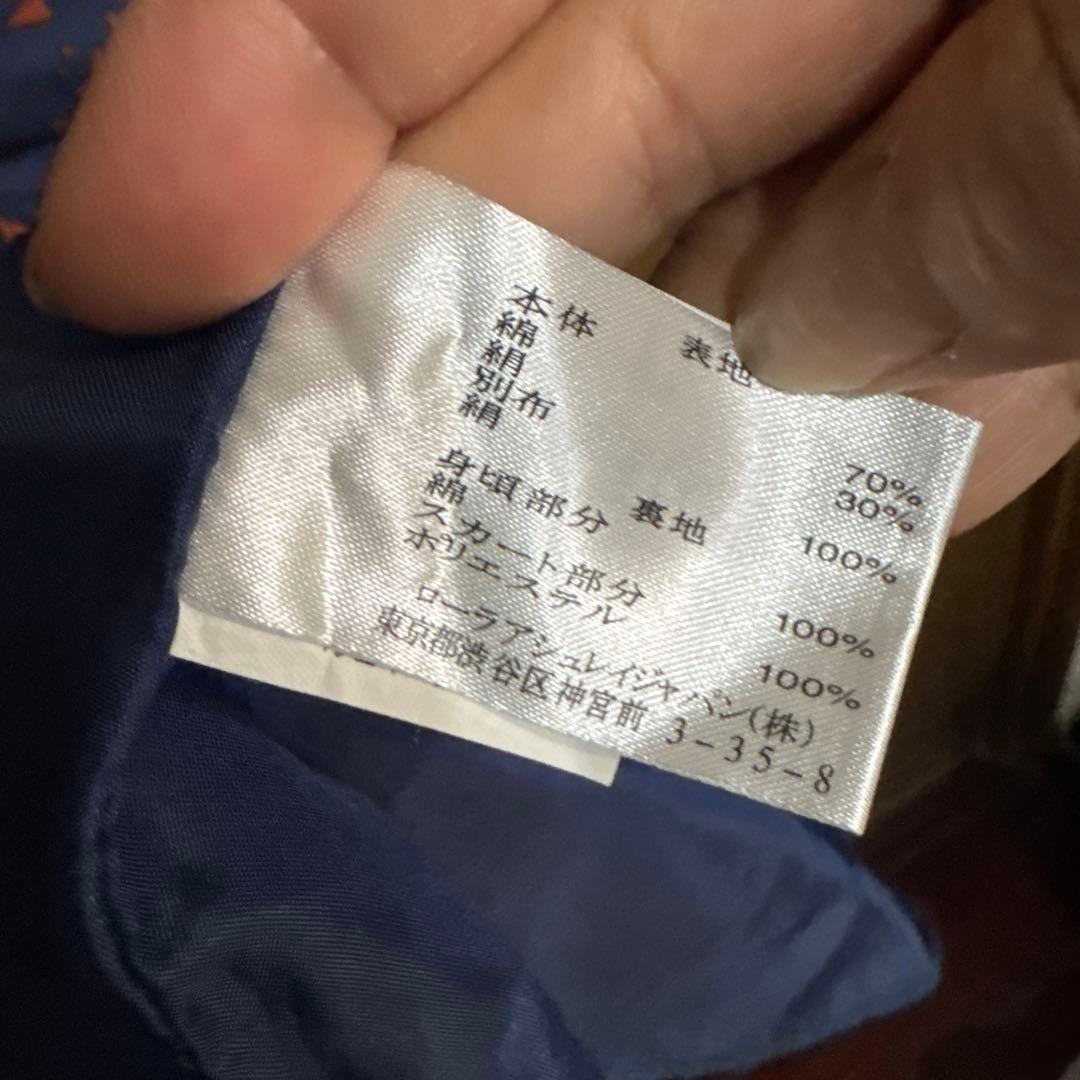 本体 表地
綿 70%
絹 30%
別布
絹 100%
身頃部分 裏地
綿 100%
スカート部分
ポリエステル 100%
ローラアシュレイジャパン(株)
東京都渋谷区神宮前 3-35-8